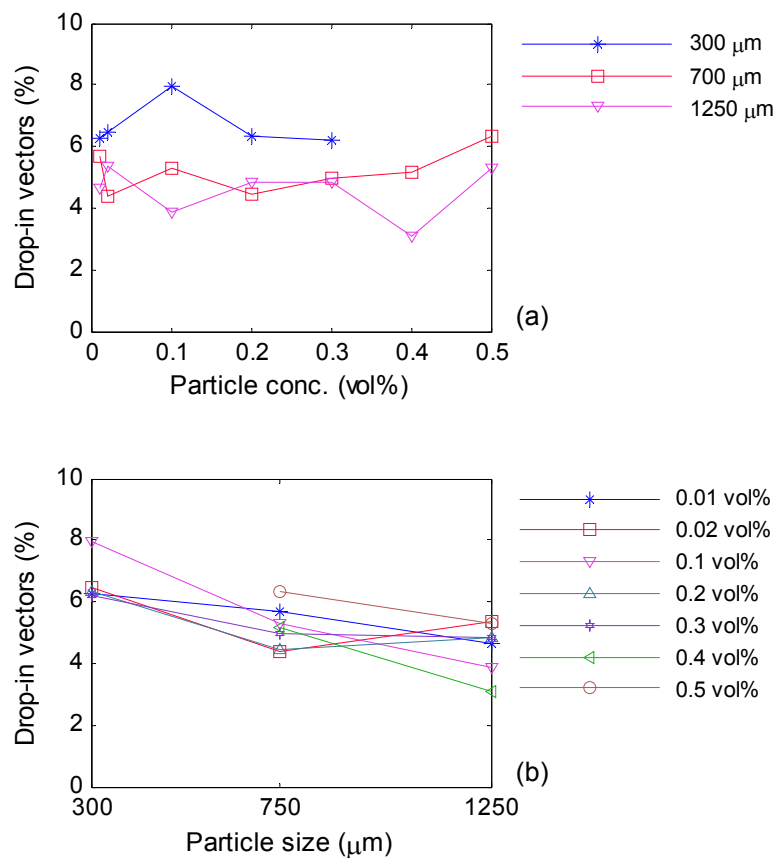 10
8
6
4
2
0
Drop-in vectors (%)
0 0.1 0.2 0.3 0.4 0.5
Particle conc. (vol%)
300 μm
700 μm
1250 μm
(a)
10
8
6
4
2
0
Drop-in vectors (%)
300 750 1250
Particle size (μm)
0.01 vol%
0.02 vol%
0.1 vol%
0.2 vol%
0.3 vol%
0.4 vol%
0.5 vol%
(b)